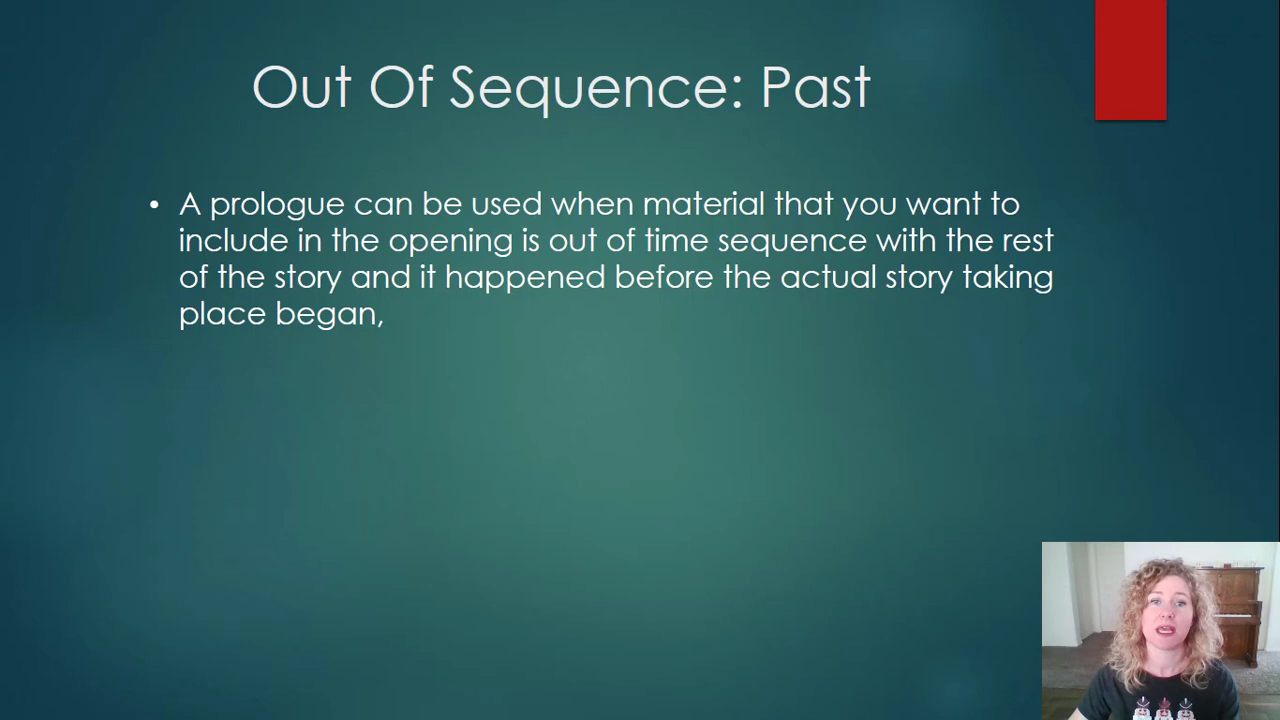 Out Of Sequence: Past
• A prologue can be used when material that you want to
include in the opening is out of time sequence with the rest
of the story and it happened before the actual story taking
place began,